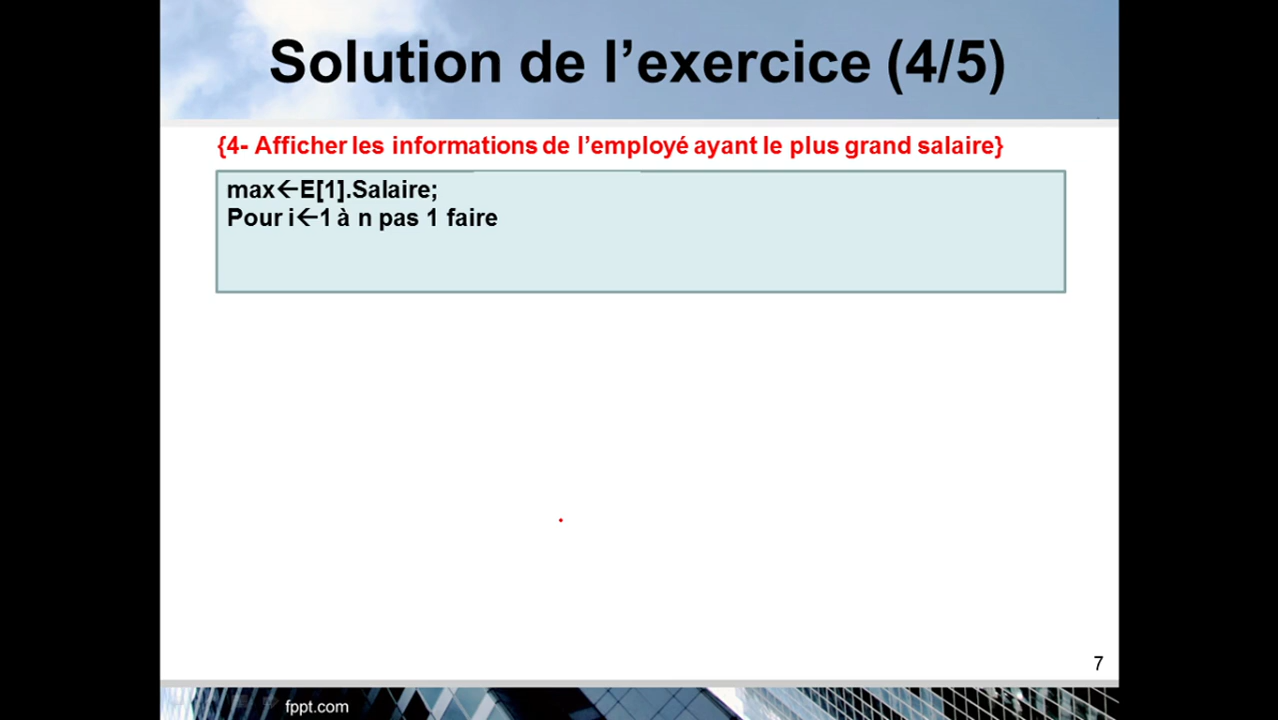 Solution de l’exercice (4/5)
{4- Afficher les informations de l’employé ayant le plus grand salaire}
max←E[1].Salaire;
Pour i←1 à n pas 1 faire
7
fppt.com